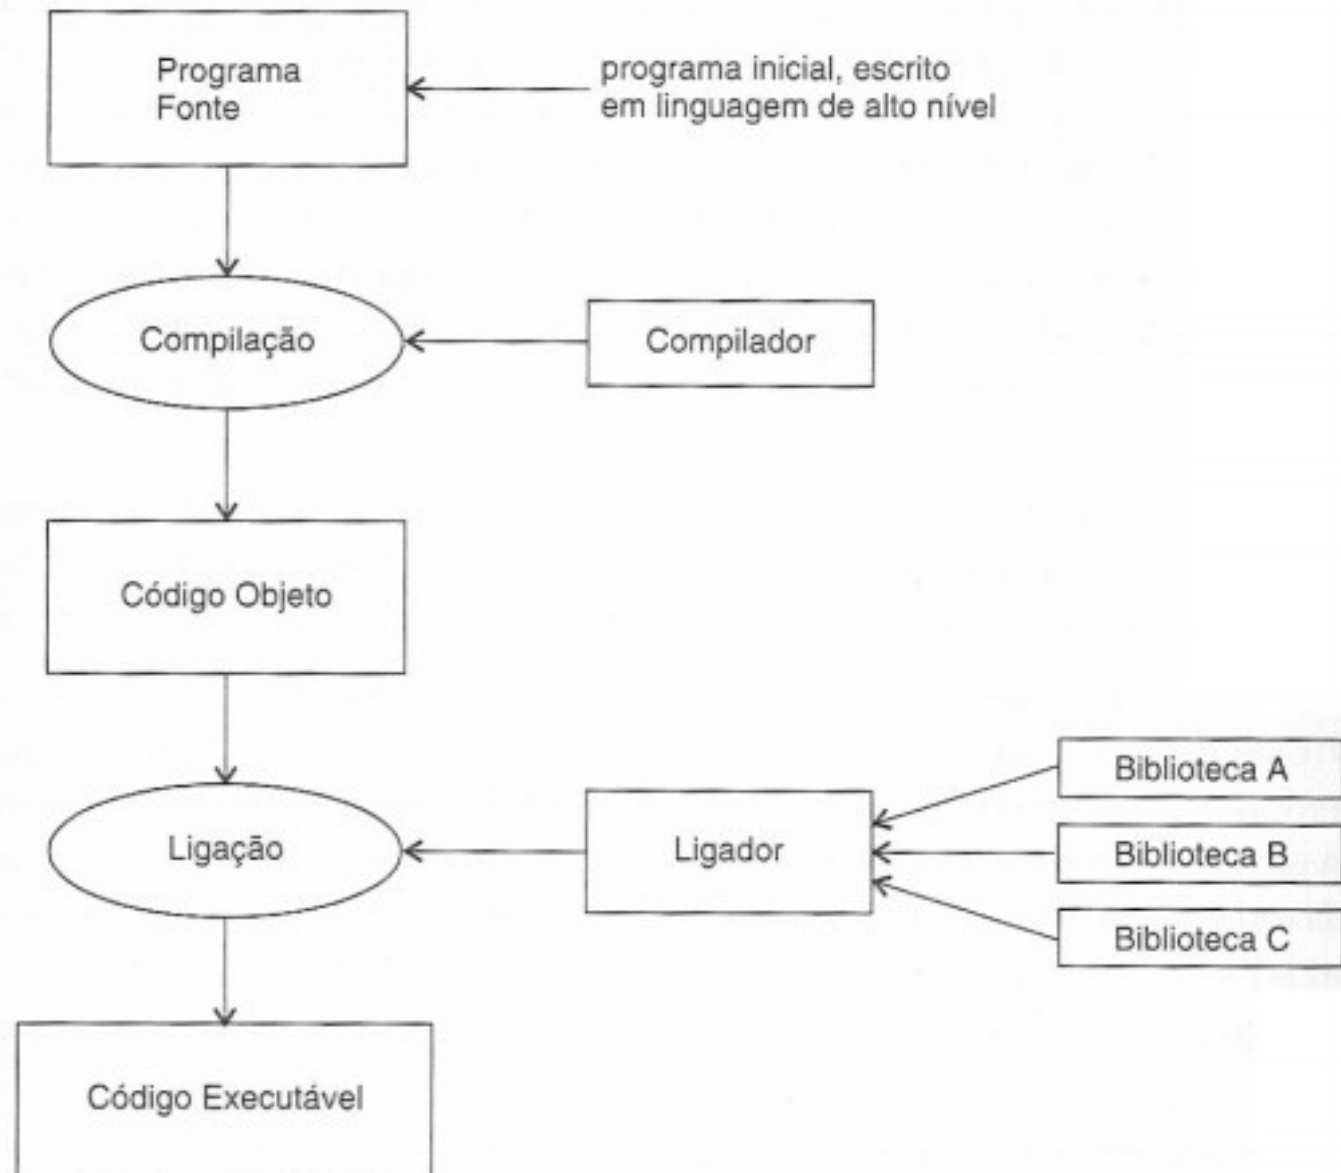 Programa
Fonte
programa inicial, escrito
em linguagem de alto nível
Compilação
Compilador
Código Objeto
Ligação
Ligador
Biblioteca A
Biblioteca B
Biblioteca C
Código Executável